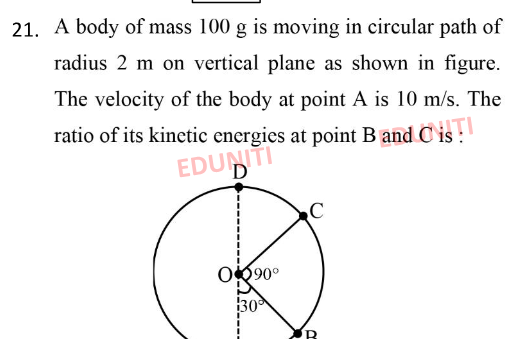 21. A body of mass 100 g is moving in circular path of
radius 2 m on vertical plane as shown in figure.
The velocity of the body at point A is 10 m/s. The
ratio of its kinetic energies at point B and C is :
EDUNITI
EDUNITI
D
C
O 90°
30°
B